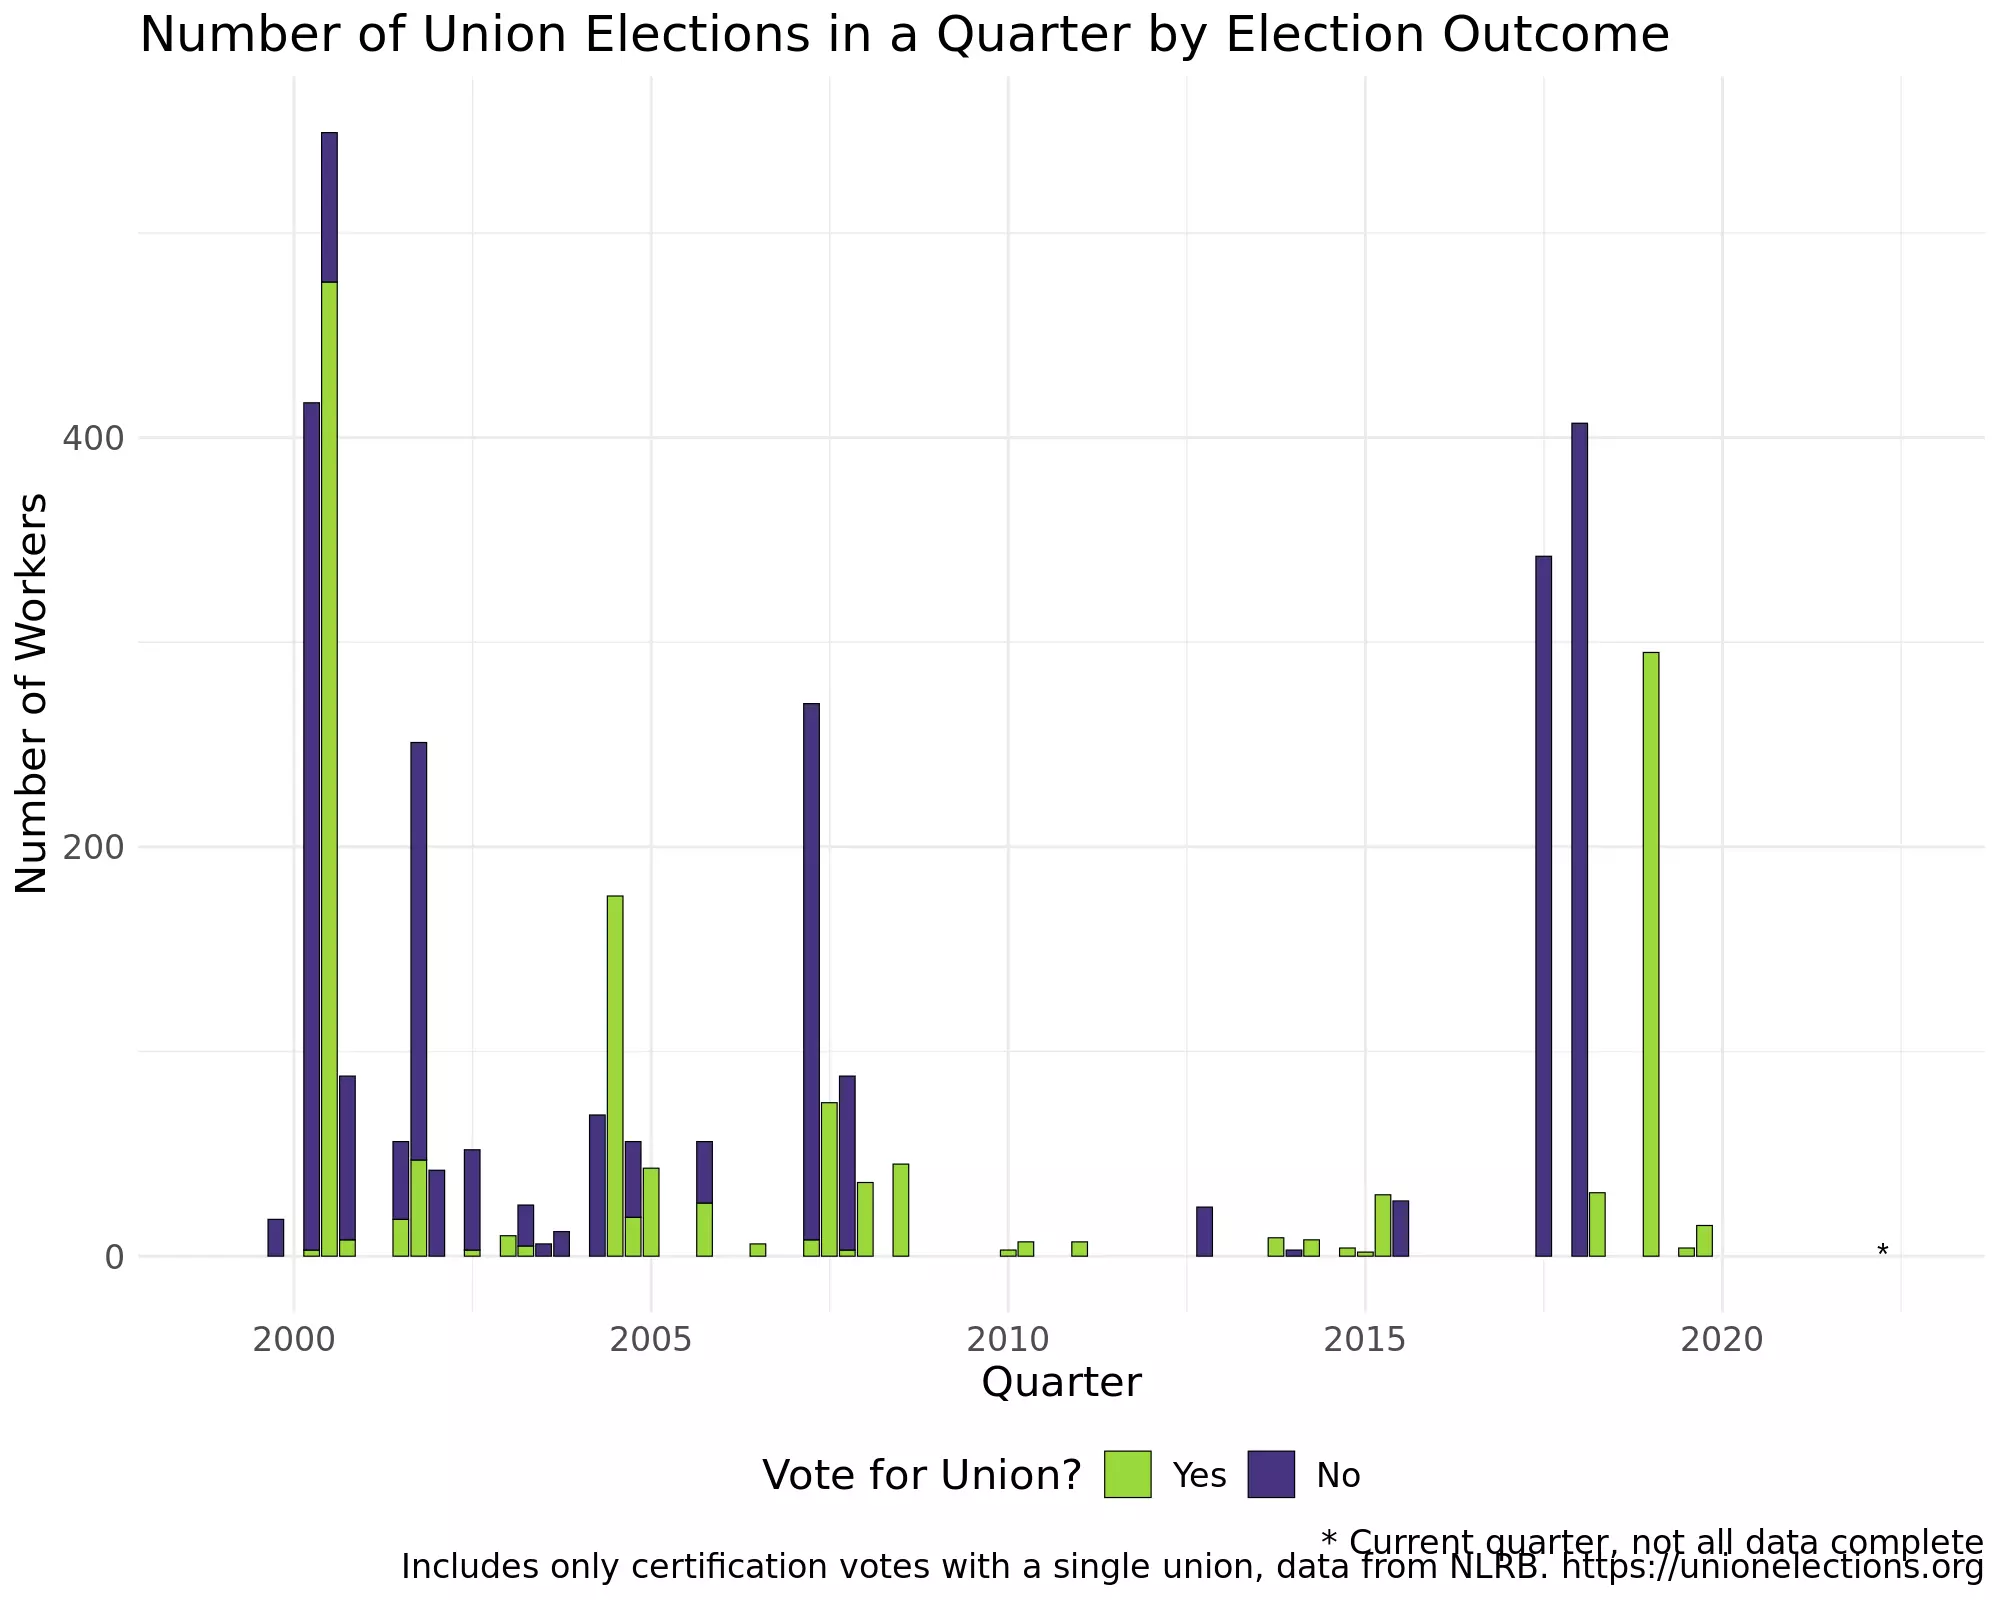 Number of Union Elections in a Quarter by Election Outcome
Number of Workers
400
200
0
*
2000 2005 2010 2015 2020
Quarter
Vote for Union? Yes No
* Current quarter, not all data complete
Includes only certification votes with a single union, data from NLRB. https://unionelections.org